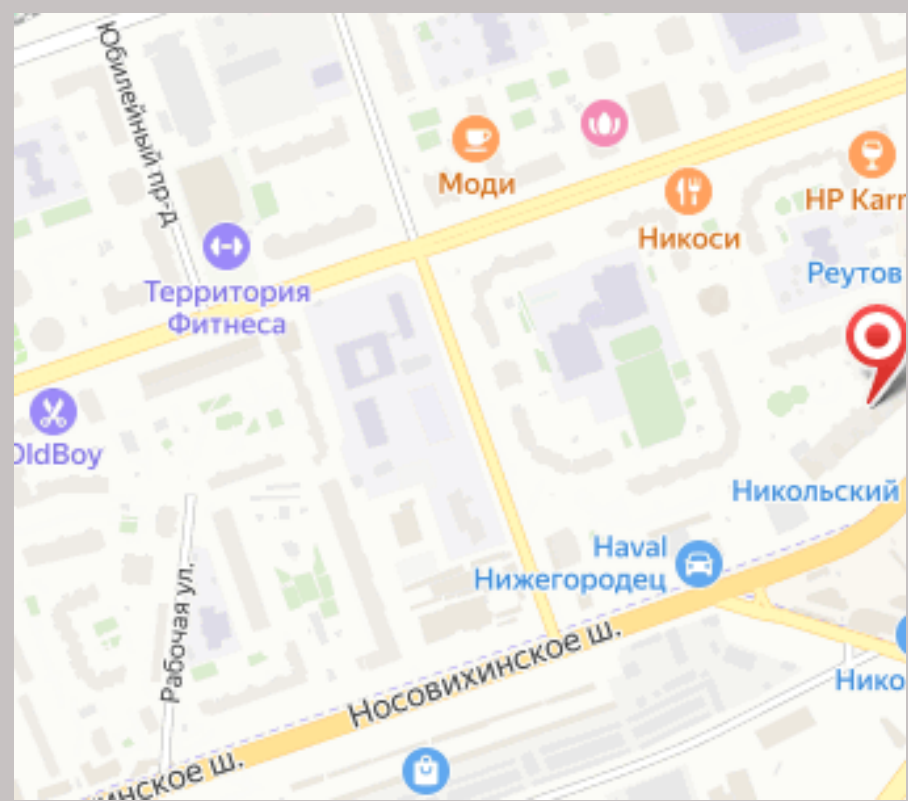 Юбилейный пр-д
Моди
HP Karr
Никоси
Реутов
Территория
Фитнеса
OldBoy
Никольский
Haval
Нижегородец
Рабочая ул.
Носовихинское ш.
Нико
инское ш.